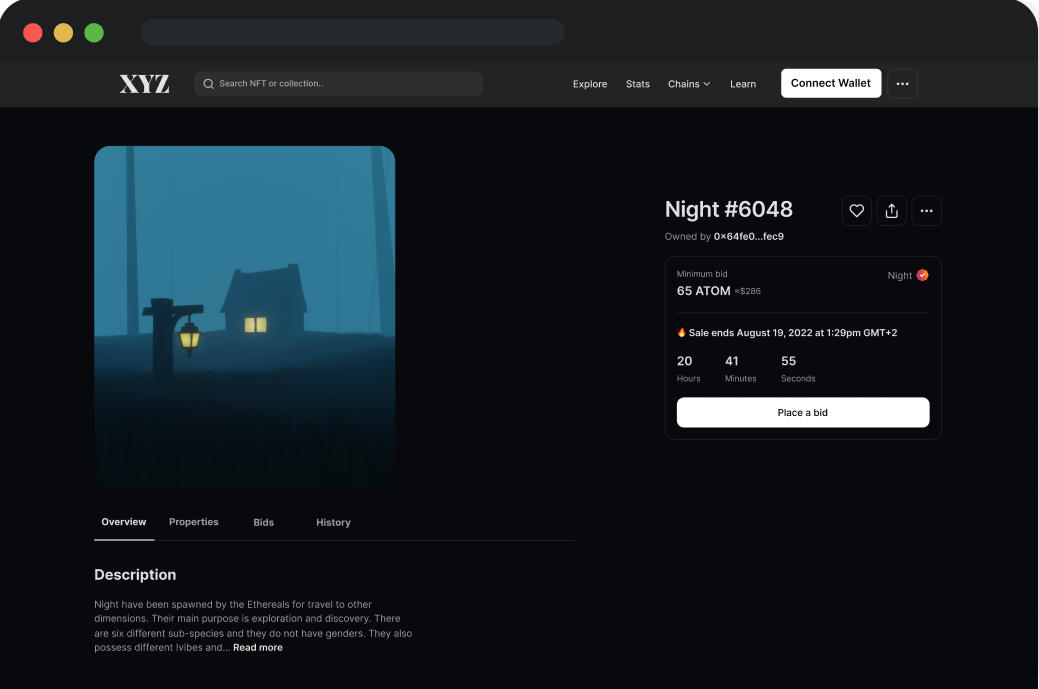 XYZ
Search NFT or collection..
Explore Stats Chains Learn
Connect Wallet
Night #6048
Owned by 0×64fe0...fec9
Minimum bid
Night
65 ATOM ≈$286
🔥 Sale ends August 19, 2022 at 1:29pm GMT+2
20 41 55
Hours Minutes Seconds
Place a bid
Overview Properties Bids History
Description
Night have been spawned by the Ethereals for travel to other
dimensions. Their main purpose is exploration and discovery. There
are six different sub-species and they do not have genders. They also
possess different !vibes and... Read more